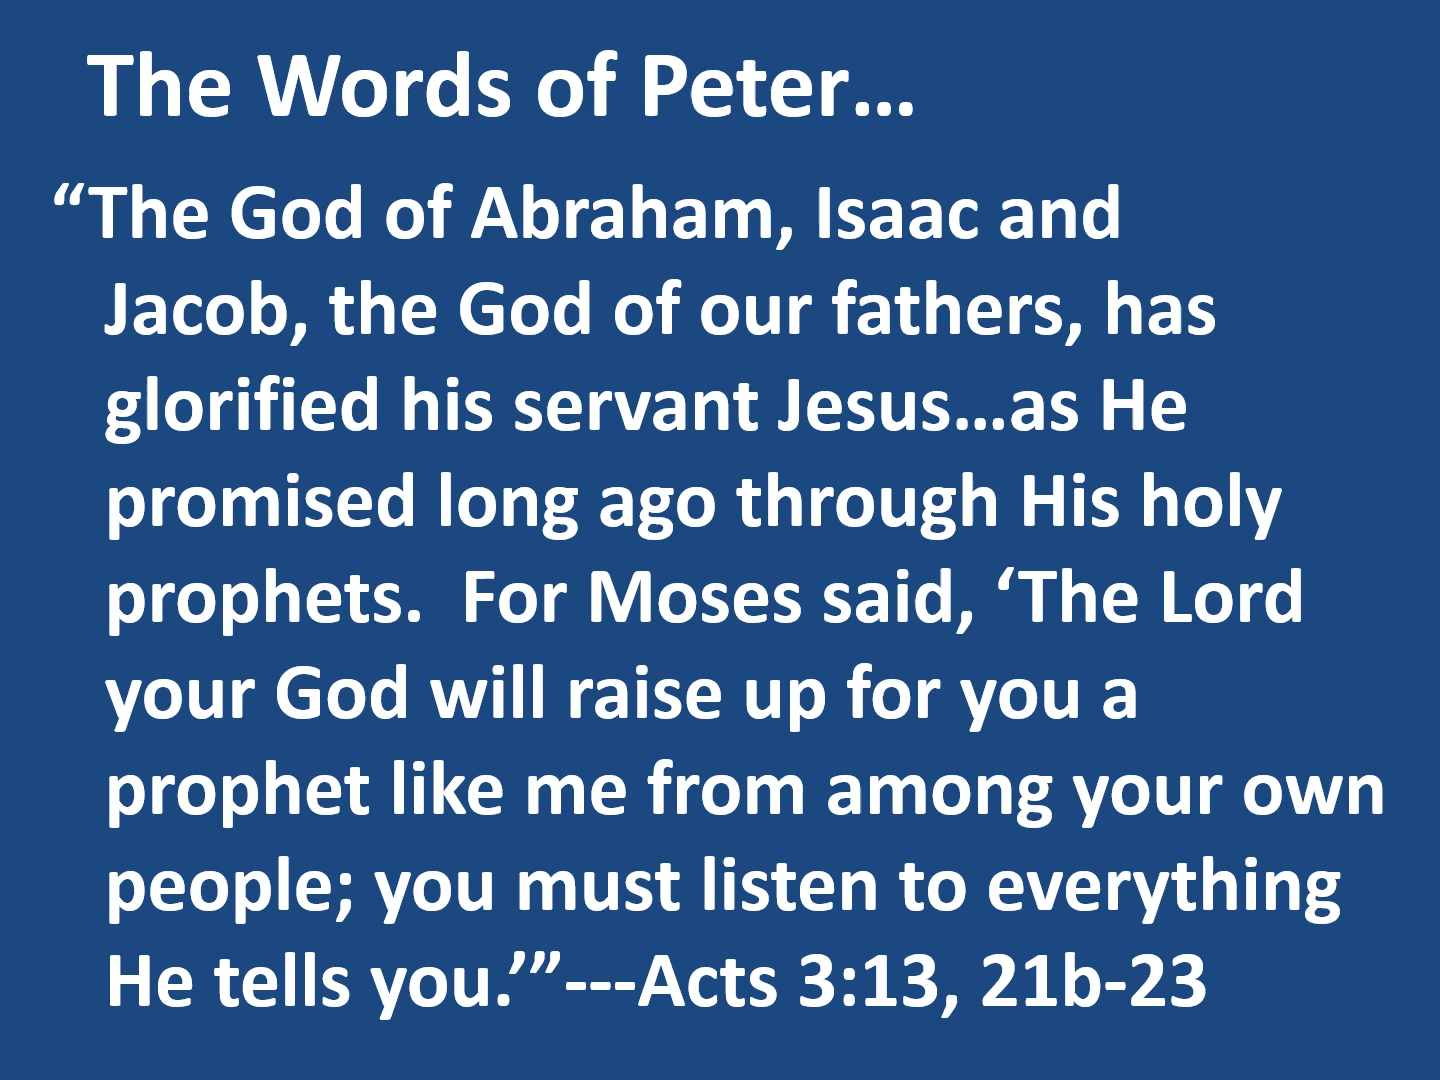 The Words of Peter…
“The God of Abraham, Isaac and
Jacob, the God of our fathers, has
glorified his servant Jesus…as He
promised long ago through His holy
prophets.  For Moses said, ‘The Lord
your God will raise up for you a
prophet like me from among your own
people; you must listen to everything
He tells you.’”---Acts 3:13, 21b-23